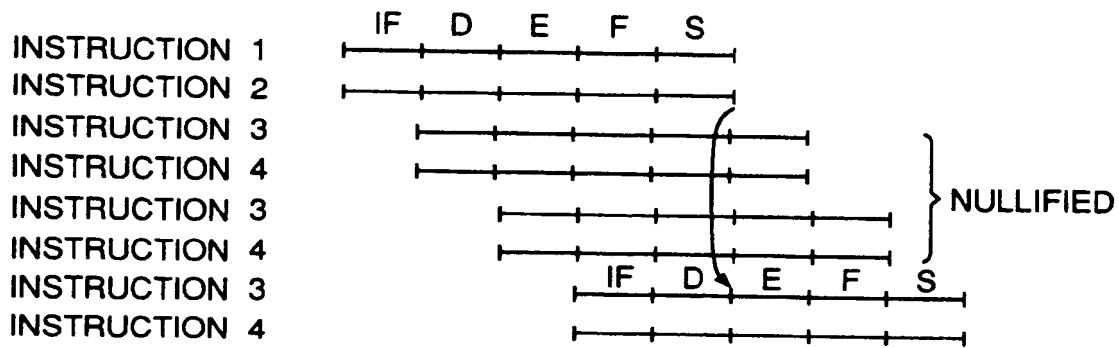 IF D E F S
INSTRUCTION 1
INSTRUCTION 2
INSTRUCTION 3
INSTRUCTION 4
INSTRUCTION 3
NULLIFIED
INSTRUCTION 4
IF D E F S
INSTRUCTION 3
INSTRUCTION 4